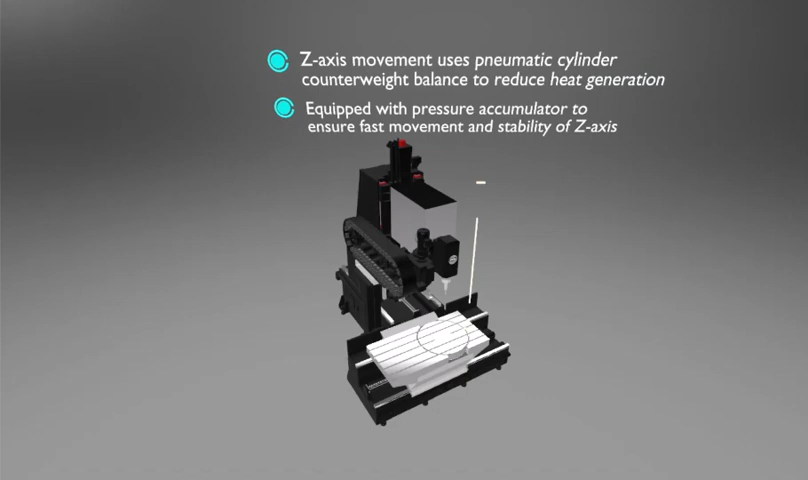 Z-axis movement uses pneumatic cylinder
counterweight balance to reduce heat generation
Equipped with pressure accumulator to
ensure fast movement and stability of Z-axis